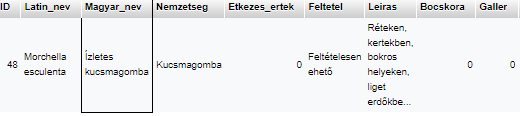 ID Latin_nev Magyar_nev Nemzetseg Etkezes_ertek Feltetel Leiras Bocskora Galler
48 Morchella esculenta Ízletes kucsmagomba Kucsmagomba 0 Feltételesen ehető Réteken, kertekben, bokros helyeken, liget erdőkbe... 0 0